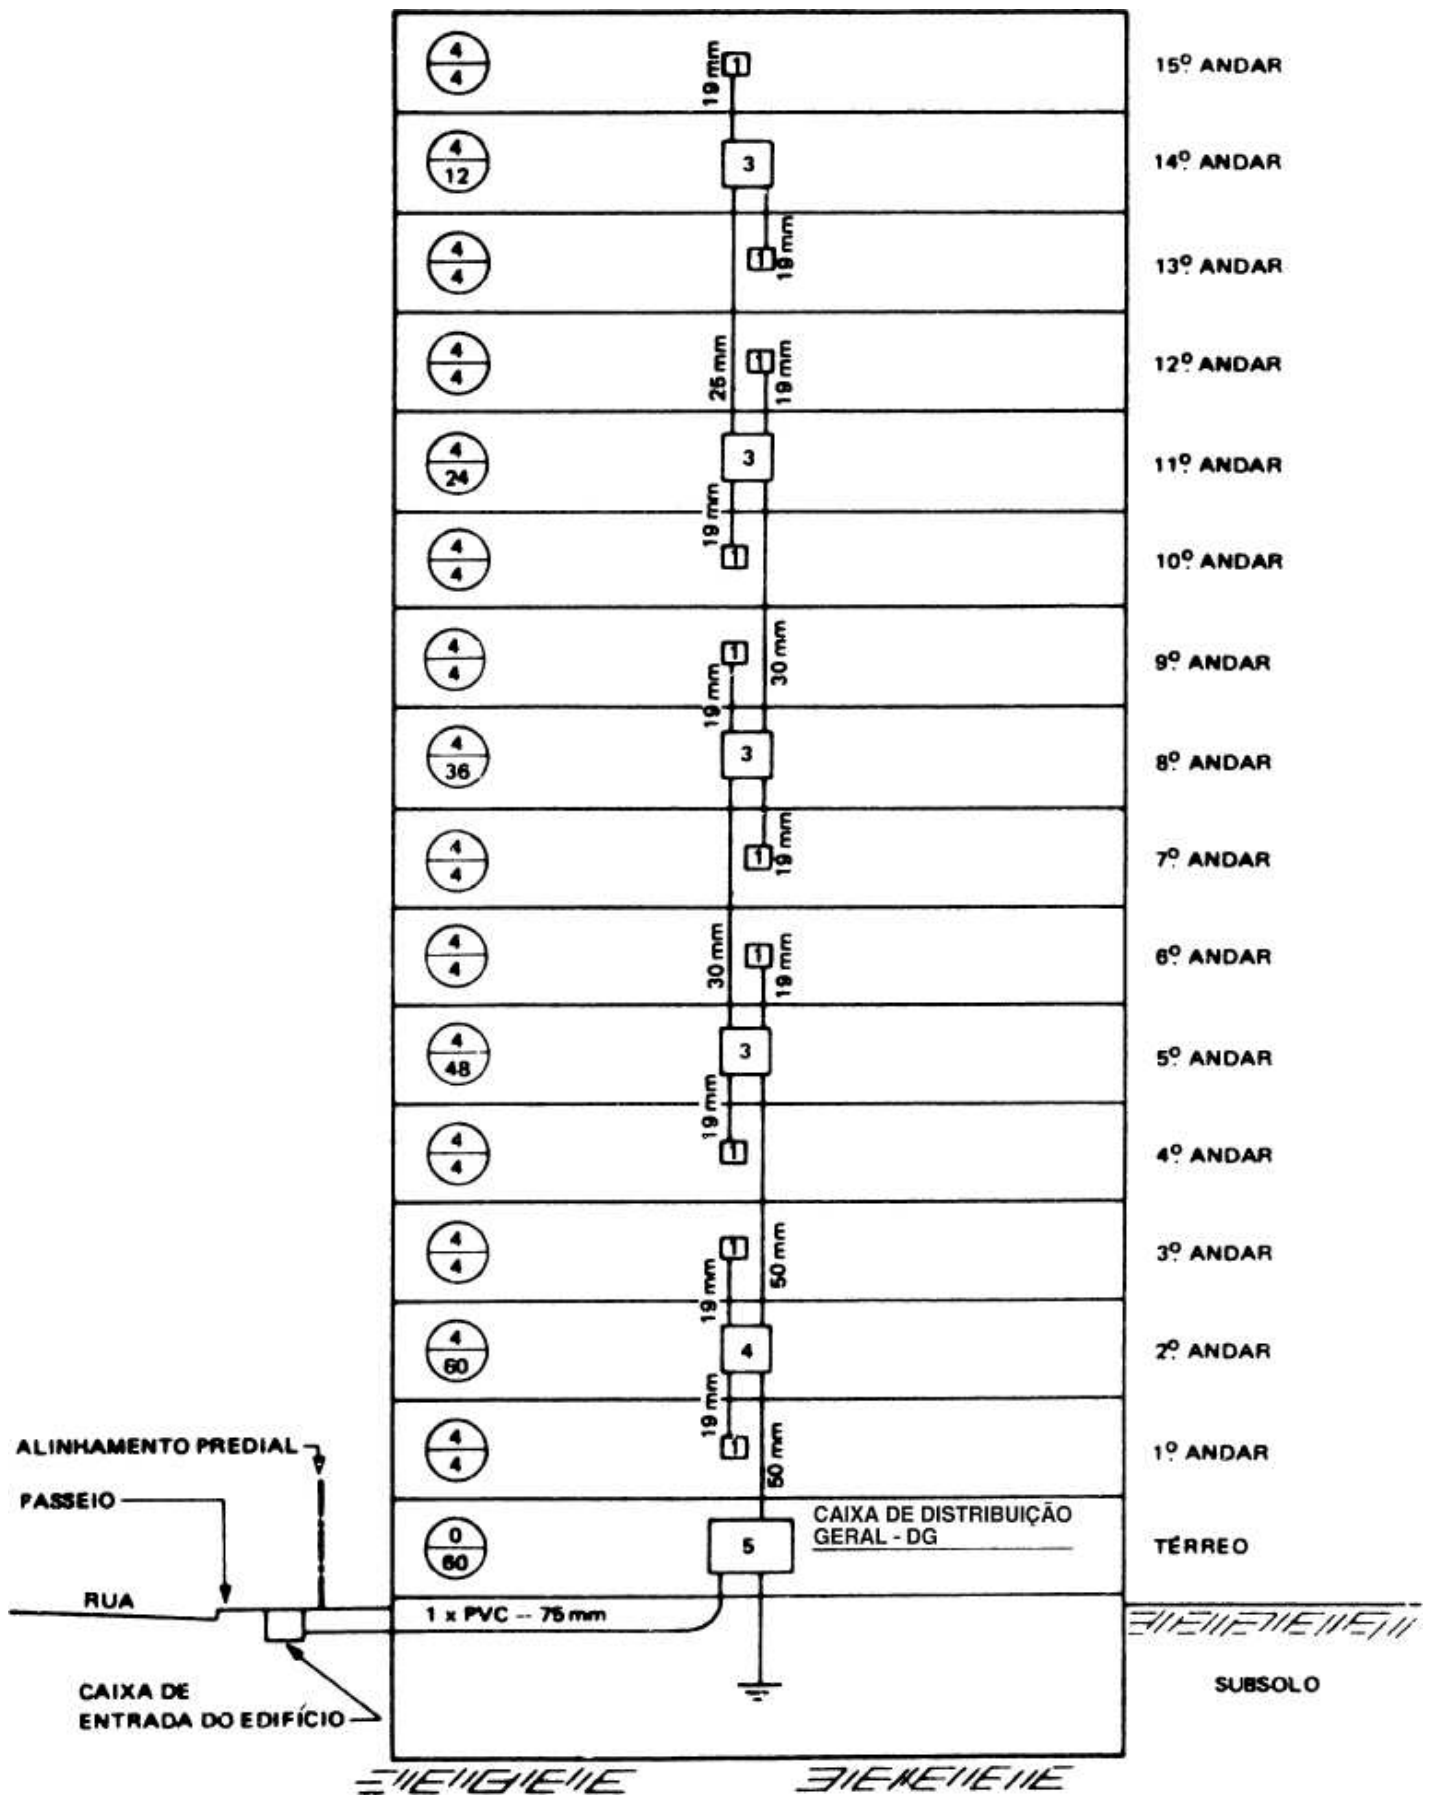 4
4
19 mm
1
15º ANDAR
4
12
3
14º ANDAR
4
4
1
19 mm
13º ANDAR
4
4
25 mm
1
19 mm
12º ANDAR
4
24
3
11º ANDAR
4
4
19 mm
1
10º ANDAR
4
4
1
19 mm
30 mm
9º ANDAR
4
36
3
8º ANDAR
4
4
1
19 mm
7º ANDAR
4
4
30 mm
1
19 mm
6º ANDAR
4
48
3
5º ANDAR
4
4
19 mm
1
4º ANDAR
4
4
1
19 mm
50 mm
3º ANDAR
4
60
4
2º ANDAR
4
4
19 mm
1
50 mm
1º ANDAR
ALINHAMENTO PREDIAL
PASSEIO
0
60
5
CAIXA DE DISTRIBUIÇÃO
GERAL - DG
TÉRREO
RUA
1 x PVC -- 75 mm
CAIXA DE
ENTRADA DO EDIFÍCIO
SUBSOLO